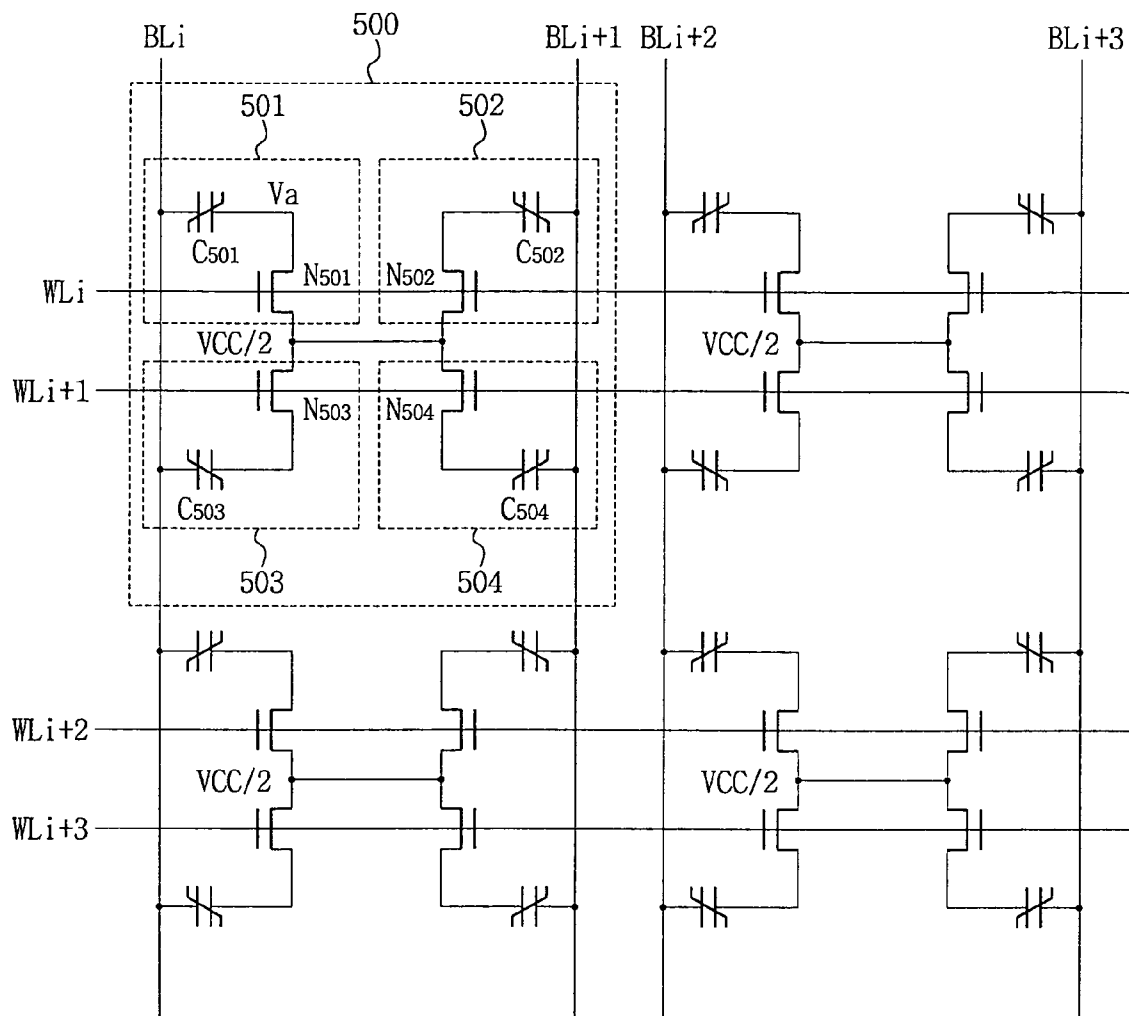 500
BLi BLi+1 BLi+2 BLi+3
501 502
Va
C501 C502
WLi N501 N502
VCC/2 VCC/2
WLi+1 N503 N504
C503 C504
503 504
WLi+2
VCC/2 VCC/2
WLi+3